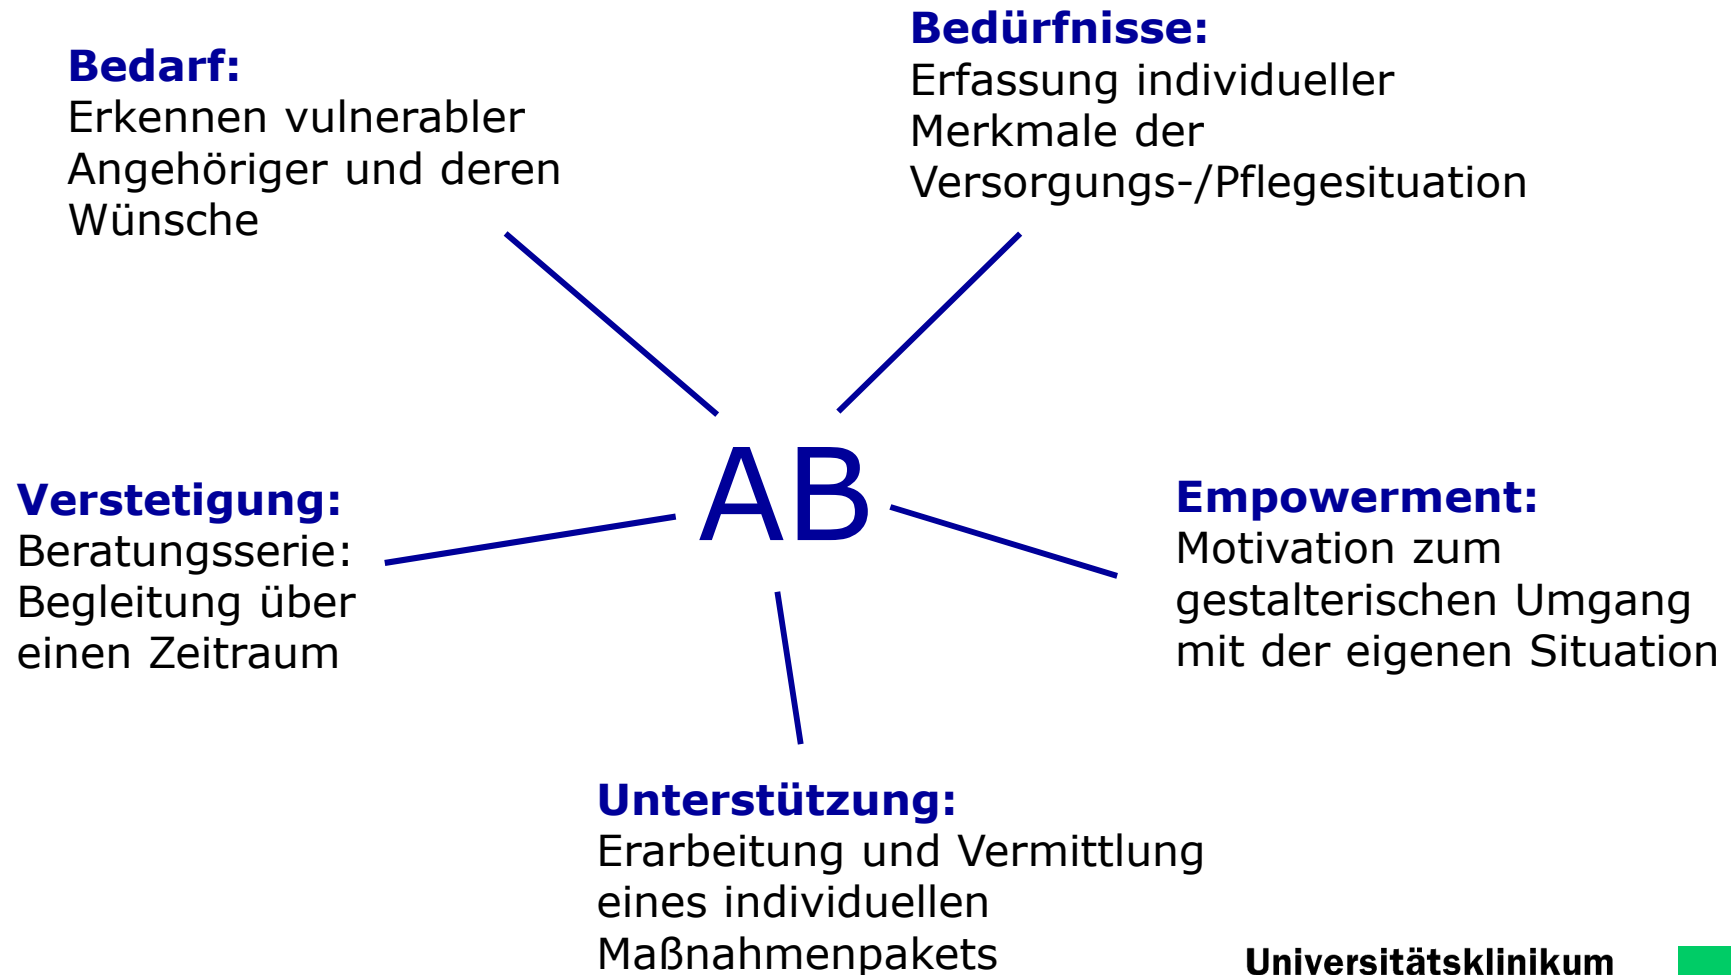 Bedarf:
Erkennen vulnerabler
Angehöriger und deren
Wünsche
Bedürfnisse:
Erfassung individueller
Merkmale der
Versorgungs-/Pflegesituation
AB
Verstetigung:
Beratungsserie:
Begleitung über
einen Zeitraum
Empowerment:
Motivation zum
gestalterischen Umgang
mit der eigenen Situation
Unterstützung:
Erarbeitung und Vermittlung
eines individuellen
Maßnahmenpakets
Universitätsklinikum